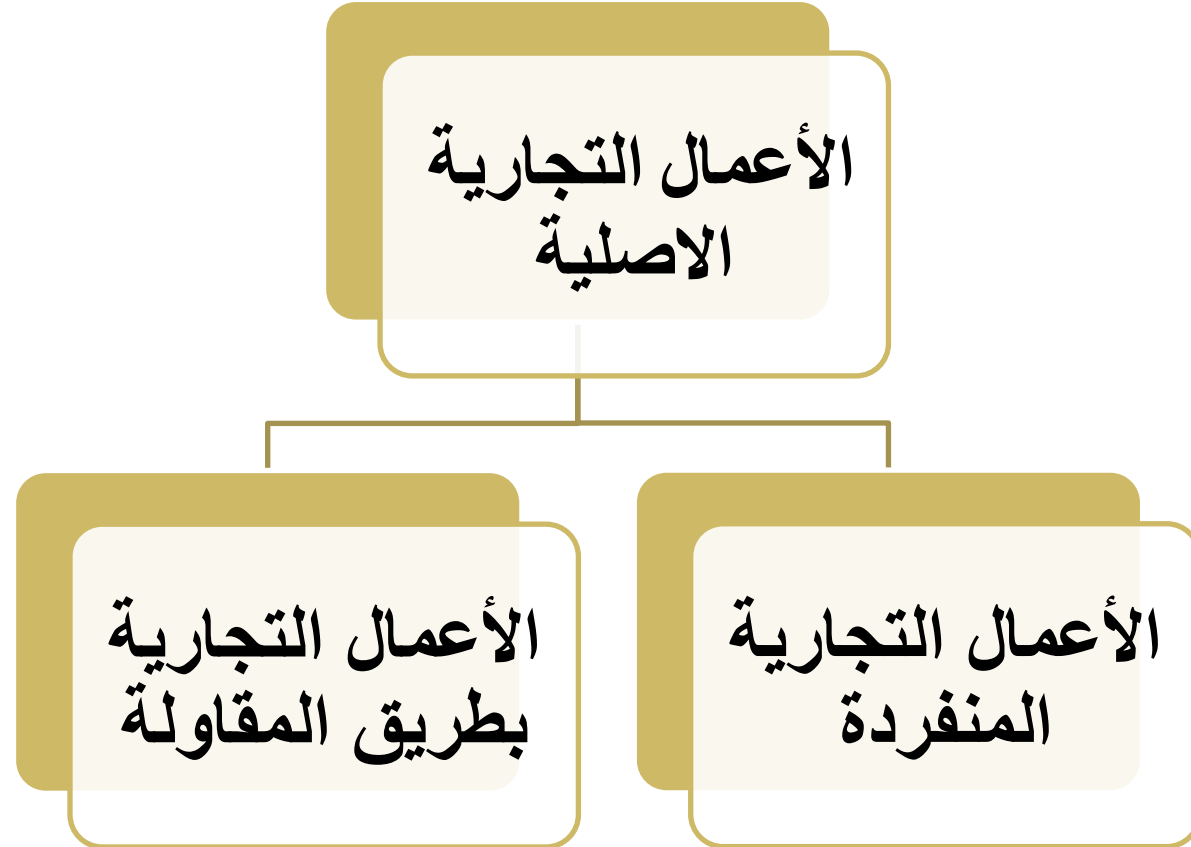 الأعمال التجارية
الاصلية
الأعمال التجارية
المنفردة
الأعمال التجارية
بطريق المقاولة